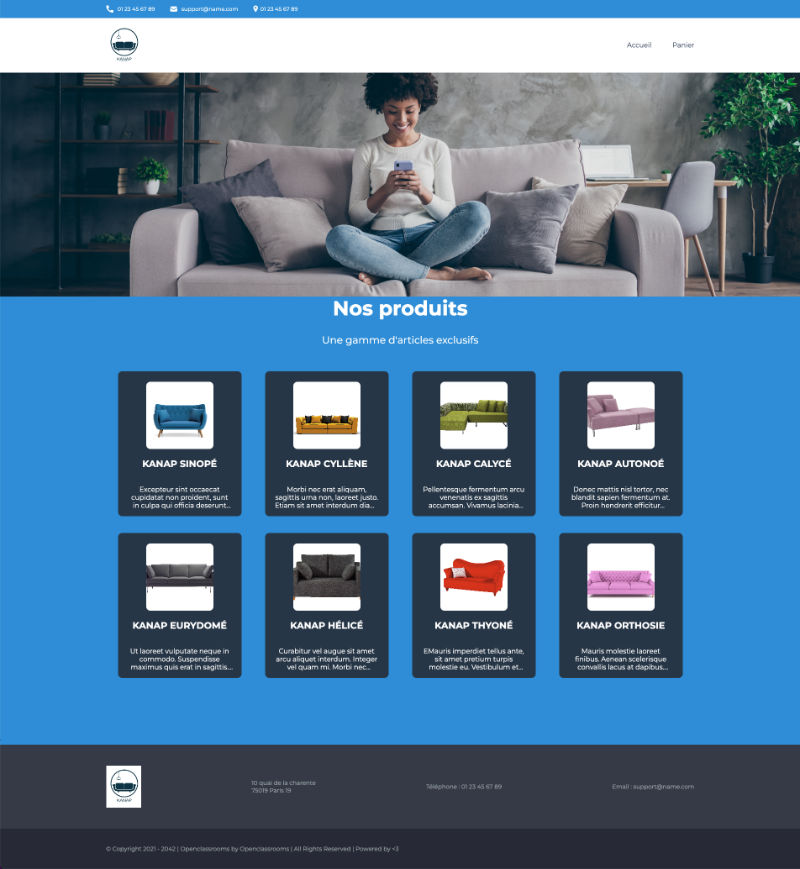 01 23 45 67 89 support@name.com 01 23 45 67 89
KANAP
Accueil Panier
Nos produits
Une gamme d'articles exclusifs
KANAP SINOPÉ
Excepteur sint occaecat
cupidatat non proident, sunt
in culpa qui officia deserunt...
KANAP CYLLÈNE
Morbi nec erat aliquam,
sagittis urna non, laoreet justo.
Etiam sit amet interdum dia...
KANAP CALYCÉ
Pellentesque fermentum arcu
venenatis ex sagittis
accumsan. Vivamus lacinia...
KANAP AUTONOÉ
Donec mattis nisl tortor, nec
blandit sapien fermentum at.
Proin hendrerit efficitur...
KANAP EURYDOMÉ
Ut laoreet vulputate neque in
commodo. Suspendisse
maximus quis erat in sagittis...
KANAP HÉLICÉ
Curabitur vel augue sit amet
arcu aliquet interdum. Integer
vel quam mi. Morbi nec...
KANAP THYONÉ
EMauris imperdiet tellus ante,
sit amet pretium turpis
molestie eu. Vestibulum et...
KANAP ORTHOSIE
Mauris molestie laoreet
finibus. Aenean scelerisque
convallis lacus at dapibus...
KANAP
10 quai de la charente
75019 Paris 19
Téléphone : 01 23 45 67 89
Email : support@name.com
© Copyright 2021 - 2042 | Openclassrooms by Openclassrooms | All Rights Reserved | Powered by <3